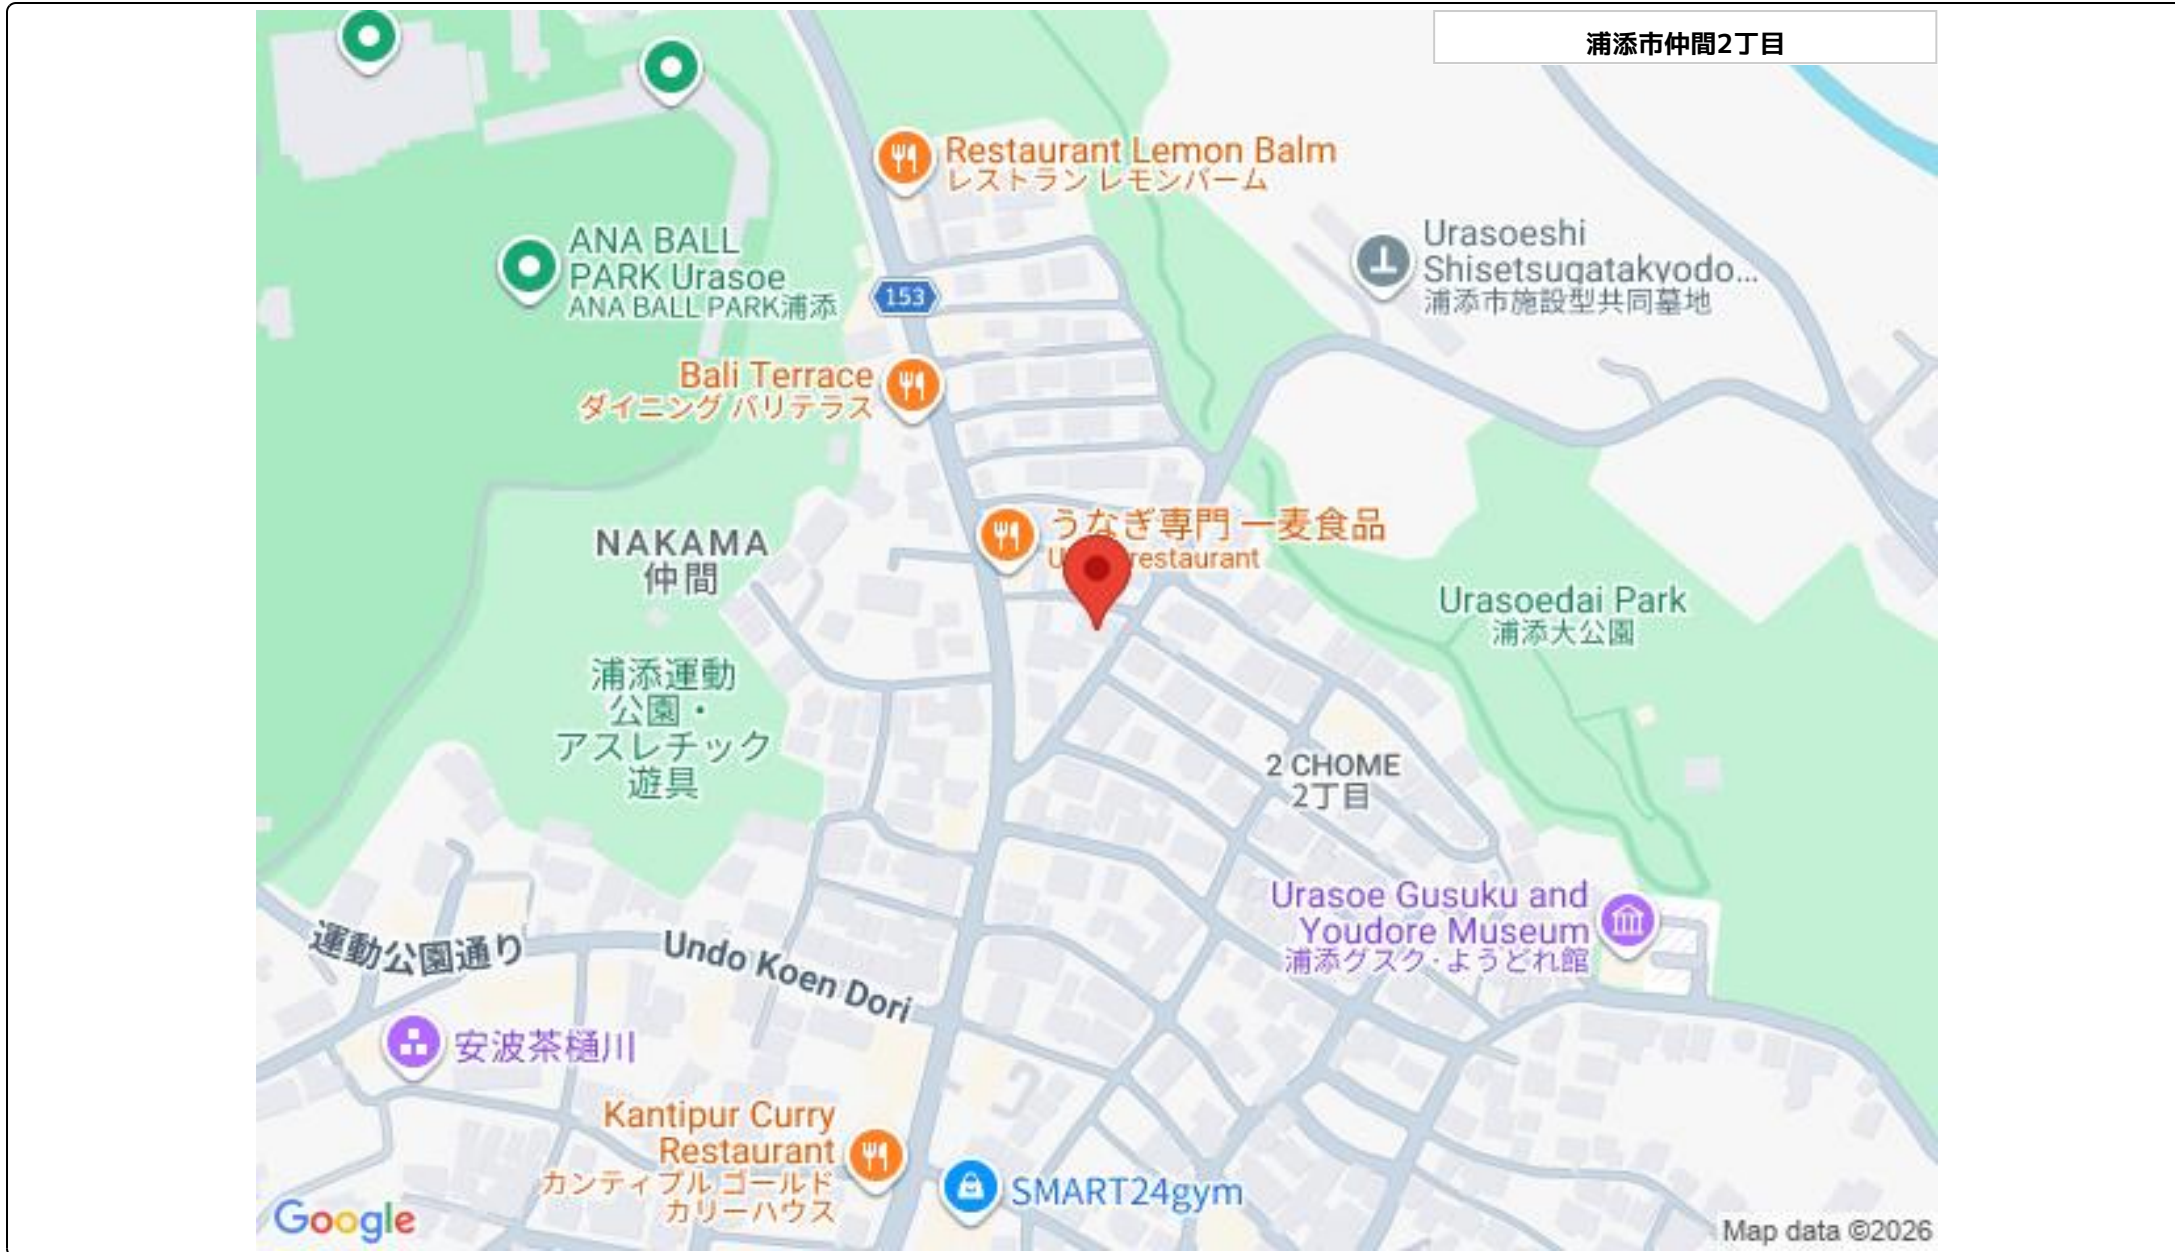 浦添市仲間2丁目
Restaurant Lemon Balm
レストラン レモンバーム
ANA BALL
PARK Urasoe
ANA BALL PARK浦添
153
Urasoeshi
Shisetsugatakyodo...
浦添市施設型共同墓地
Bali Terrace
ダイニング バリテラス
うなぎ専門 一麦食品
restaurant
NAKAMA
仲間
Urasoedai Park
浦添大公園
浦添運動
公園・
アスレチック
遊具
2 CHOME
2丁目
Urasoe Gusuku and
Youdore Museum
浦添グスク・ようどれ館
運動公園通り
Undo Koen Dori
安波茶樋川
Kantipur Curry
Restaurant
カンティプル ゴールド
カリーハウス
SMART24gym
Google
Map data ©2026